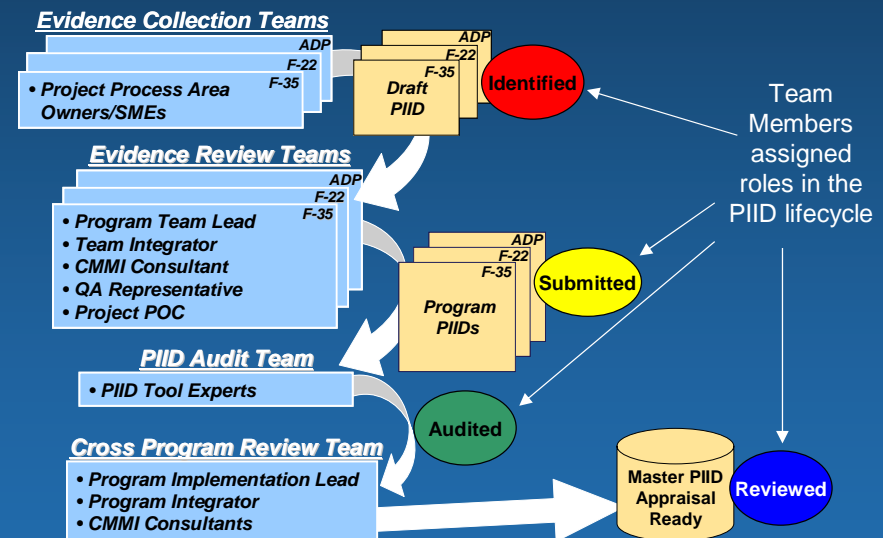 Evidence Collection Teams
ADP
F-22
F-35
• Project Process Area
Owners/SMEs
ADP
F-22
F-35
Draft
PIID
Identified
Team
Members
assigned
roles in the
PIID lifecycle
Evidence Review Teams
ADP
F-22
F-35
• Program Team Lead
• Team Integrator
• CMMI Consultant
• QA Representative
• Project POC
ADP
F-22
F-35
Program
PIIDs
Submitted
PIID Audit Team
• PIID Tool Experts
Audited
Cross Program Review Team
• Program Implementation Lead
• Program Integrator
• CMMI Consultants
Master PIID
Appraisal
Ready
Reviewed